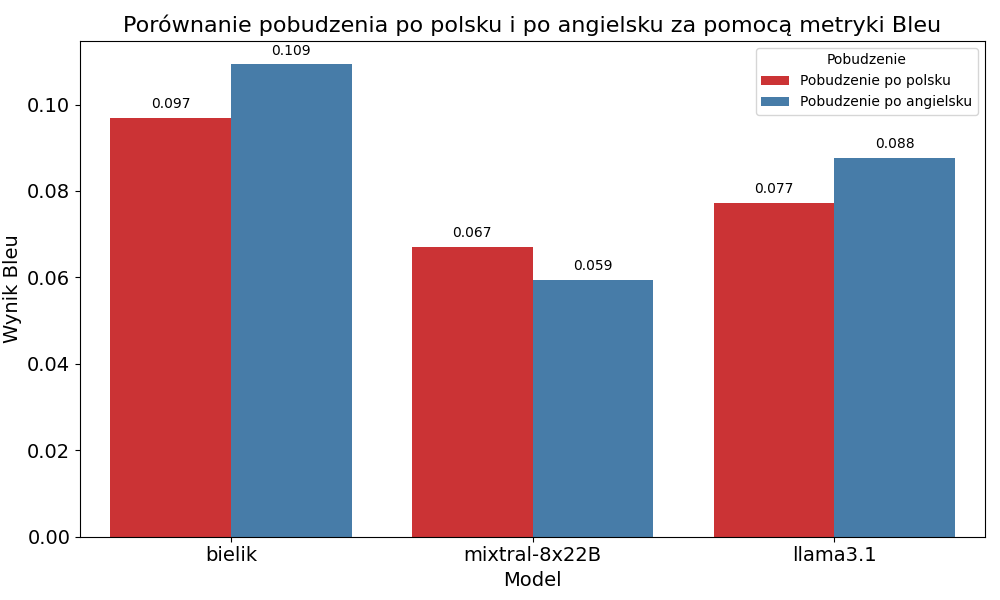 Porównanie pobudzenia po polsku i po angielsku za pomocą metryki Bleu
Pobudzenie
Pobudzenie po polsku
Pobudzenie po angielsku
0.097
0.109
0.067
0.059
0.077
0.088
Wynik Bleu
0.10
0.08
0.06
0.04
0.02
0.00
bielik
mixtral-8x22B
llama3.1
Model